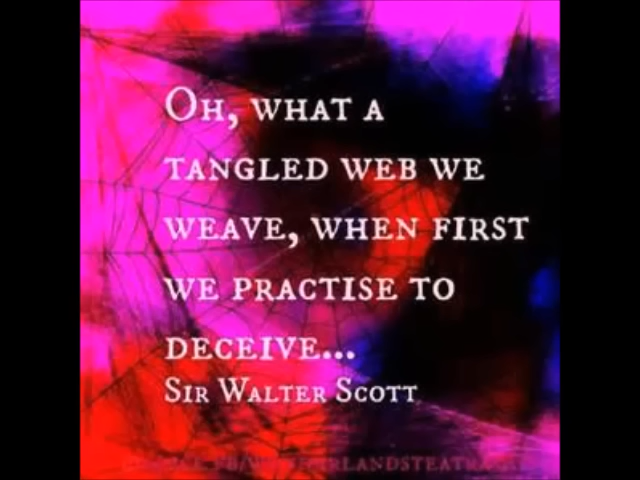 Oh, what a
tangled web we
weave, when first
we practise to
deceive...
Sir Walter Scott